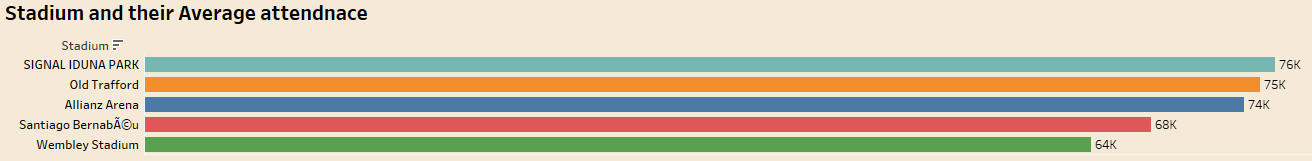 Stadium and their Average attendnace
Stadium
SIGNAL IDUNA PARK 76K
Old Trafford 75K
Allianz Arena 74K
Santiago BernabÃ©u 68K
Wembley Stadium 64K